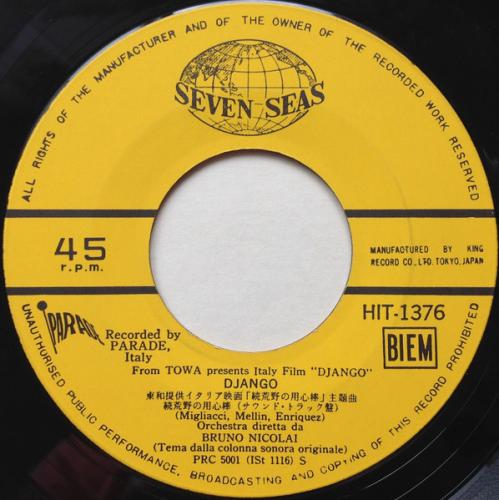 ALL RIGHTS OF THE MANUFACTURER AND OF THE OWNER OF THE RECORDED WORK RESERVED
SEVEN SEAS
45
r.p.m.
MANUFACTURED BY KING
RECORD CO., LTD. TOKYO, JAPAN
PARADE
Recorded by
PARADE,
Italy
HIT-1376
BIEM
From TOWA presents Italy Film "DJANGO"
DJANGO
東和提供イタリア映画「続荒野の用心棒」主題曲
続荒野の用心棒 (サウンド・トラック盤)
(Migliacci, Mellin, Enriquez)
Orchestra diretta da
BRUNO NICOLAI
(Tema dalla colonna sonora originale)
PRC 5001 (ISt 1116) S
UNAUTHORISED PUBLIC PERFORMANCE, BROADCASTING AND COPYING OF THIS RECORD PROHIBITED